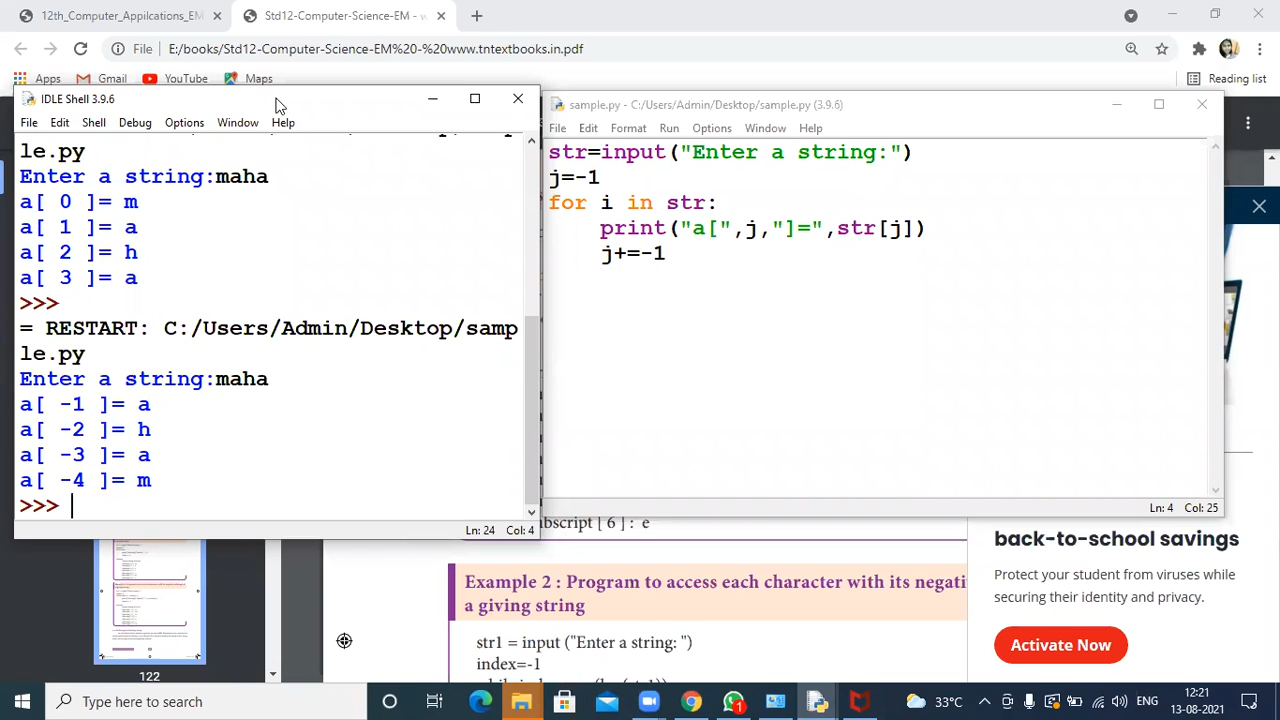 12th_Computer_Appilcations_EM
Std12-Computer-Science-EM - w
File E:/books/Std12-Computer-Science-EM%20-%20www.tntextbooks.in.pdf
Apps Gmail YouTube Maps Reading list
IDLE Shell 3.9.6
File Edit Shell Debug Options Window Help
le.py
Enter a string:maha
a[ 0 ]= m
a[ 1 ]= a
a[ 2 ]= h
a[ 3 ]= a
>>>
= RESTART: C:/Users/Admin/Desktop/samp
le.py
Enter a string:maha
a[ -1 ]= a
a[ -2 ]= h
a[ -3 ]= a
a[ -4 ]= m
>>>
Ln: 24 Col: 4
sample.py - C:/Users/Admin/Desktop/sample.py (3.9.6)
File Edit Format Run Options Window Help
str=input("Enter a string:")
j=-1
for i in str:
    print("a[",j,"]=",str[j])
    j+=-1
Ln: 4 Col: 25
bscript [ 6 ] : e
Example 2 : Program to access each character with its negati
a giving string
str1 = input ("Enter a string: ")
index=-1
122
back-to-school savings
Protect your student from viruses while
securing their identity and privacy.
Activate Now
Type here to search
1
33°C
ENG
12:21
13-08-2021